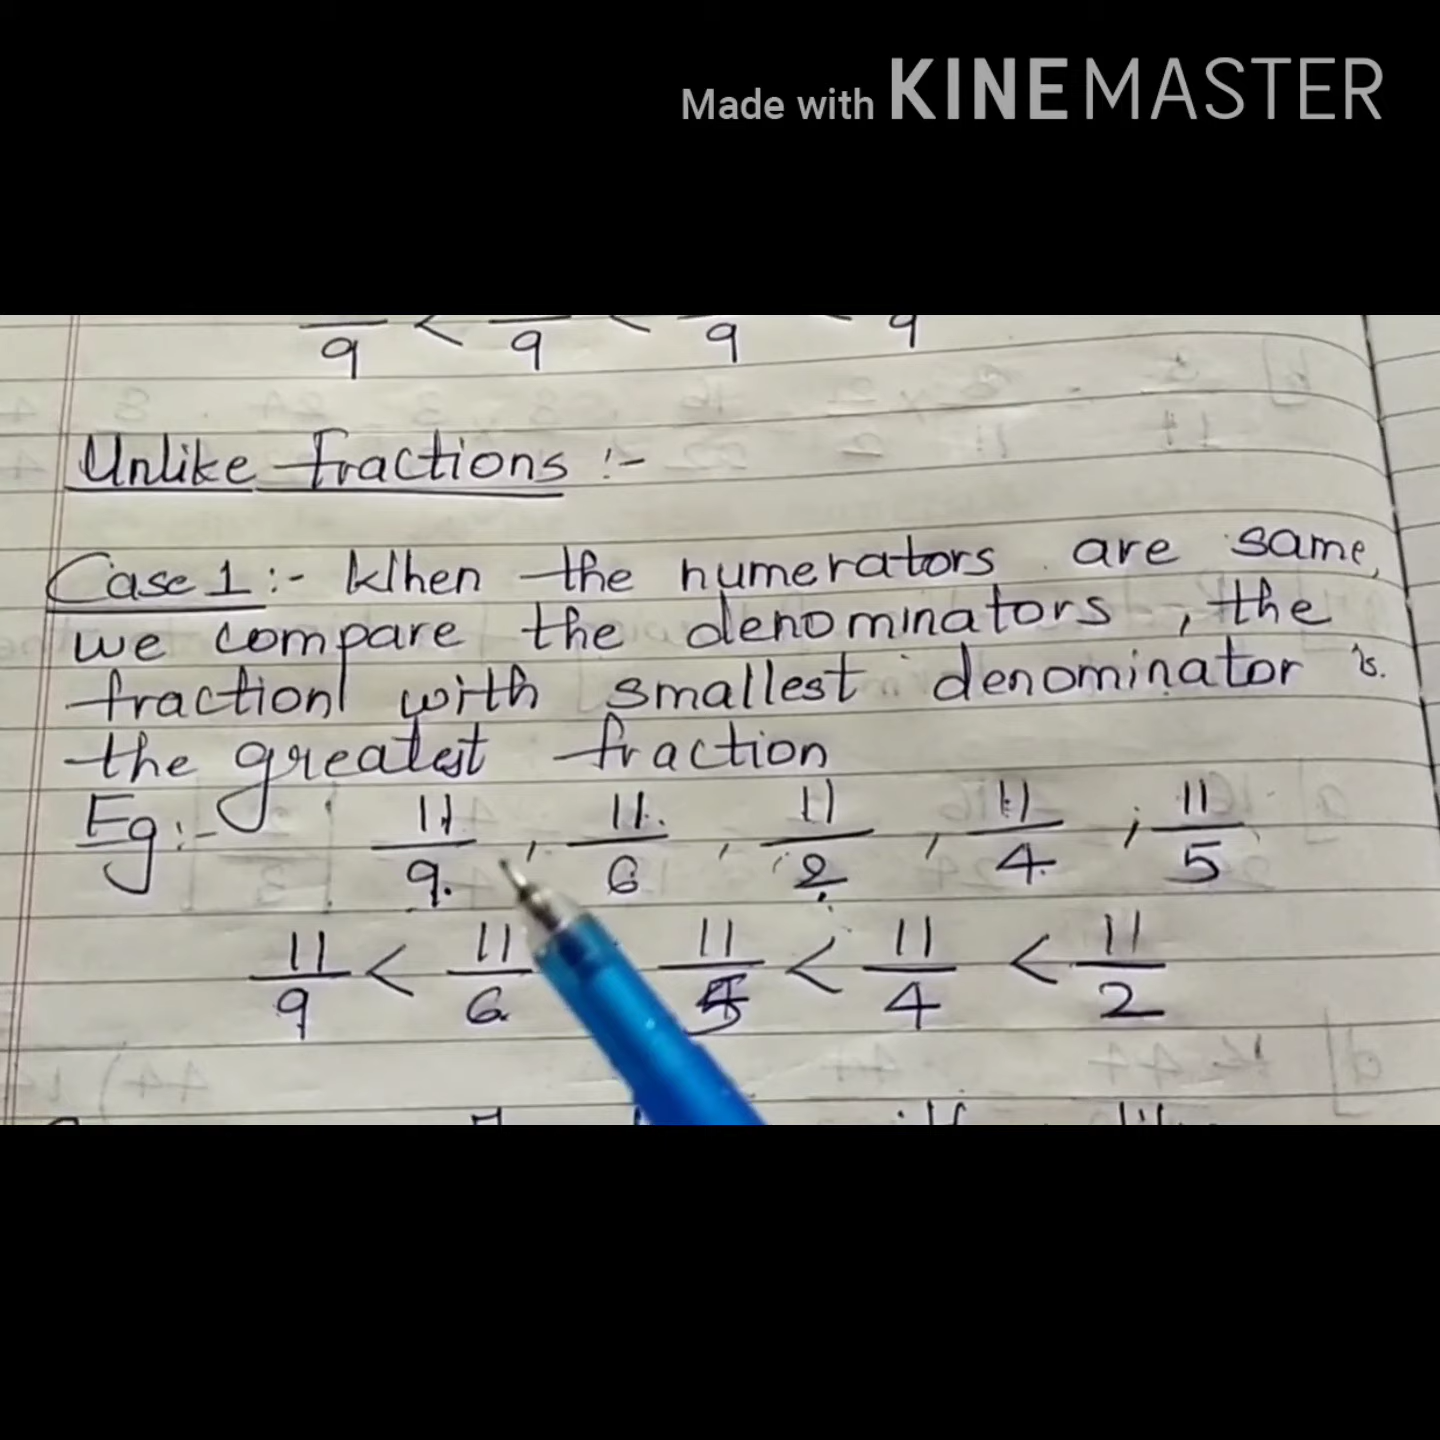 Made with KINEMASTER
9 < 9 < 9 < 9
Unlike fractions :-
Case 1 :- When the numerators are same,
we compare the denominators, the
fraction with smallest denominator is.
the greatest fraction
Eg :- 11/9, 11/6, 11/2, 11/4, 11/5
11/9 < 11/6 11/5 < 11/4 < 11/2